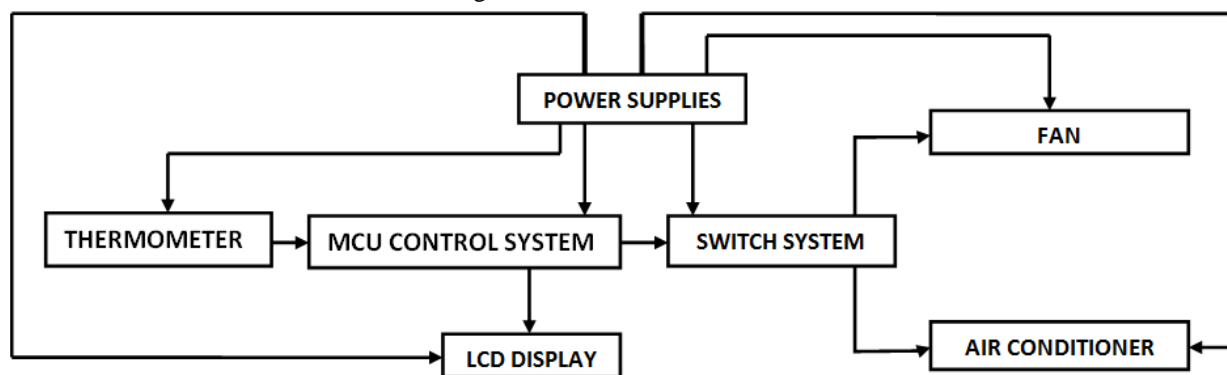 POWER SUPPLIES
FAN
THERMOMETER
MCU CONTROL SYSTEM
SWITCH SYSTEM
LCD DISPLAY
AIR CONDITIONER